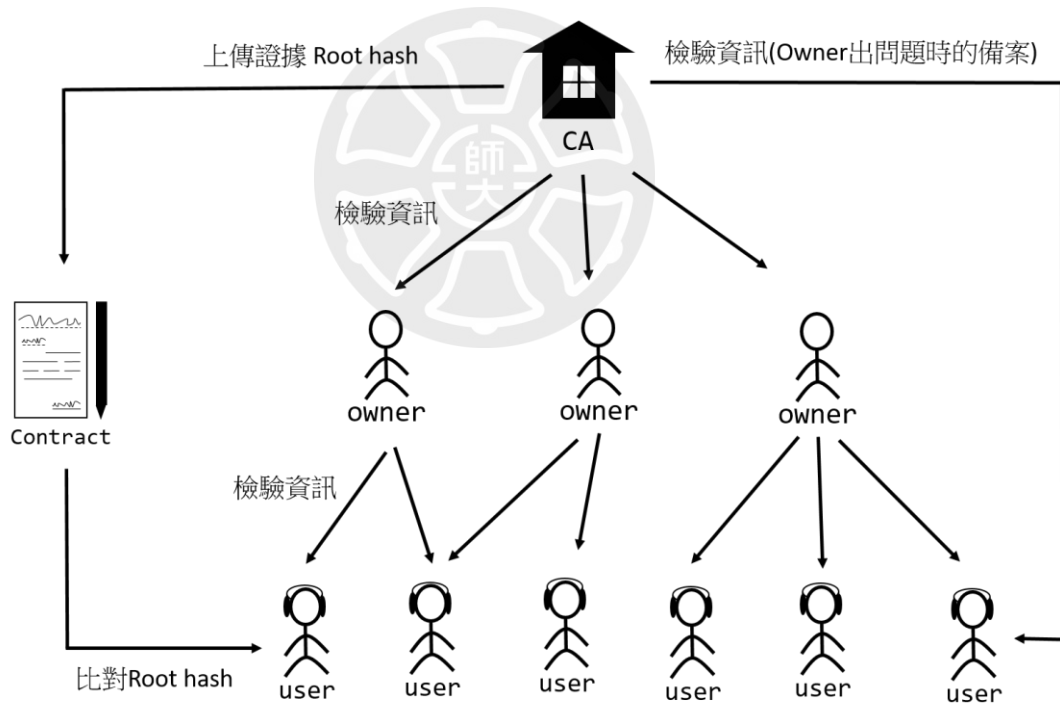 上傳證據 Root hash
檢驗資訊(Owner出問題時的備案)
師大
CA
檢驗資訊
owner
owner
owner
Contract
檢驗資訊
user
user
user
user
user
user
比對Root hash